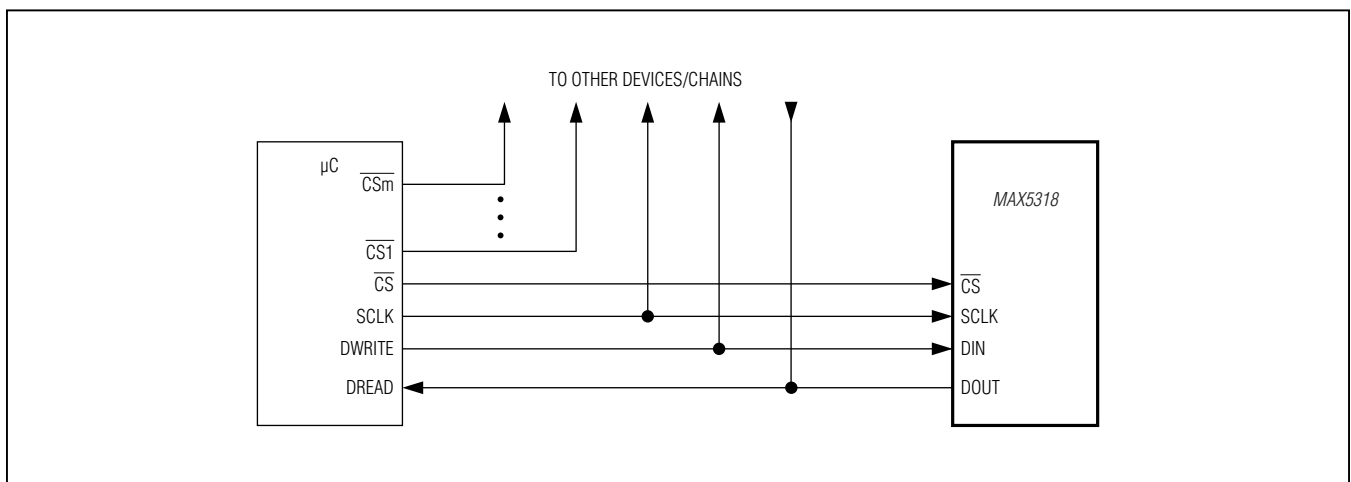 TO OTHER DEVICES/CHAINS
µC
CSm
MAX5318
CS1
CS
CS
SCLK
SCLK
DWRITE
DIN
DREAD
DOUT